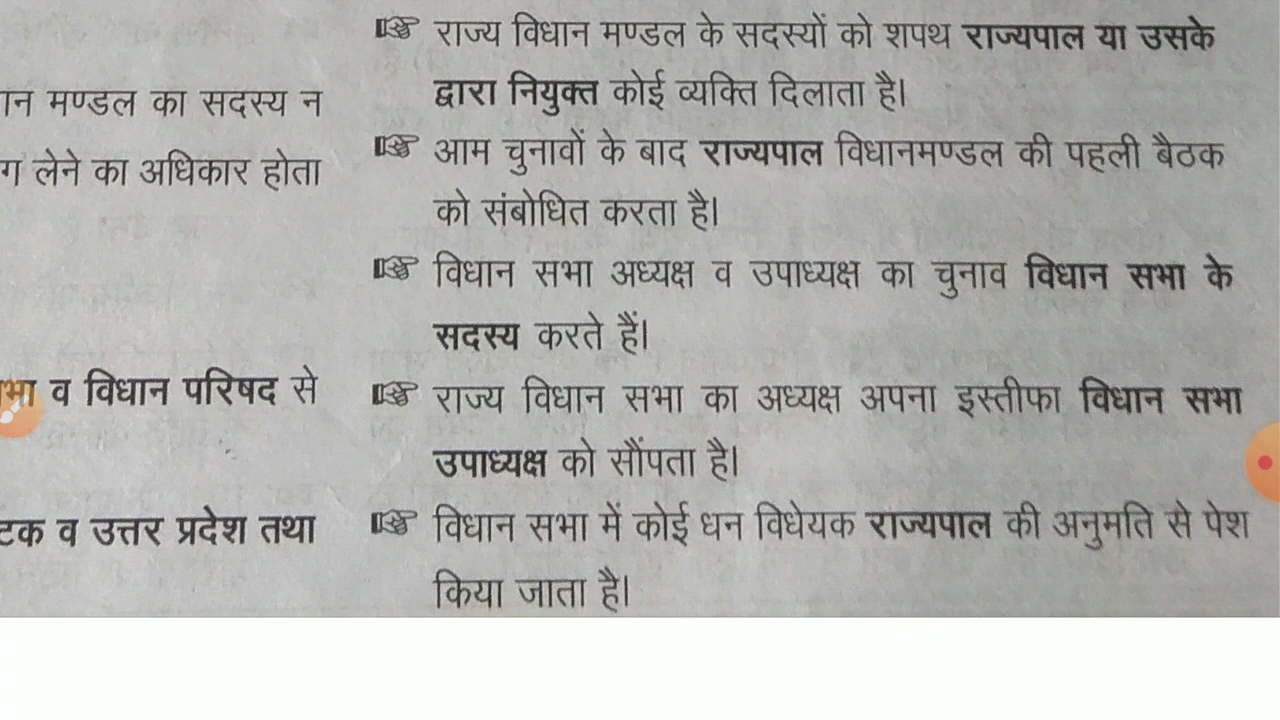 ान मण्डल का सदस्य न
ग लेने का अधिकार होता
भा व विधान परिषद से
टक व उत्तर प्रदेश तथा
राज्य विधान मण्डल के सदस्यों को शपथ राज्यपाल या उसके
द्वारा नियुक्त कोई व्यक्ति दिलाता है।
आम चुनावों के बाद राज्यपाल विधानमण्डल की पहली बैठक
को संबोधित करता है।
विधान सभा अध्यक्ष व उपाध्यक्ष का चुनाव विधान सभा के
सदस्य करते हैं।
राज्य विधान सभा का अध्यक्ष अपना इस्तीफा विधान सभा
उपाध्यक्ष को सौंपता है।
विधान सभा में कोई धन विधेयक राज्यपाल की अनुमति से पेश
किया जाता है।